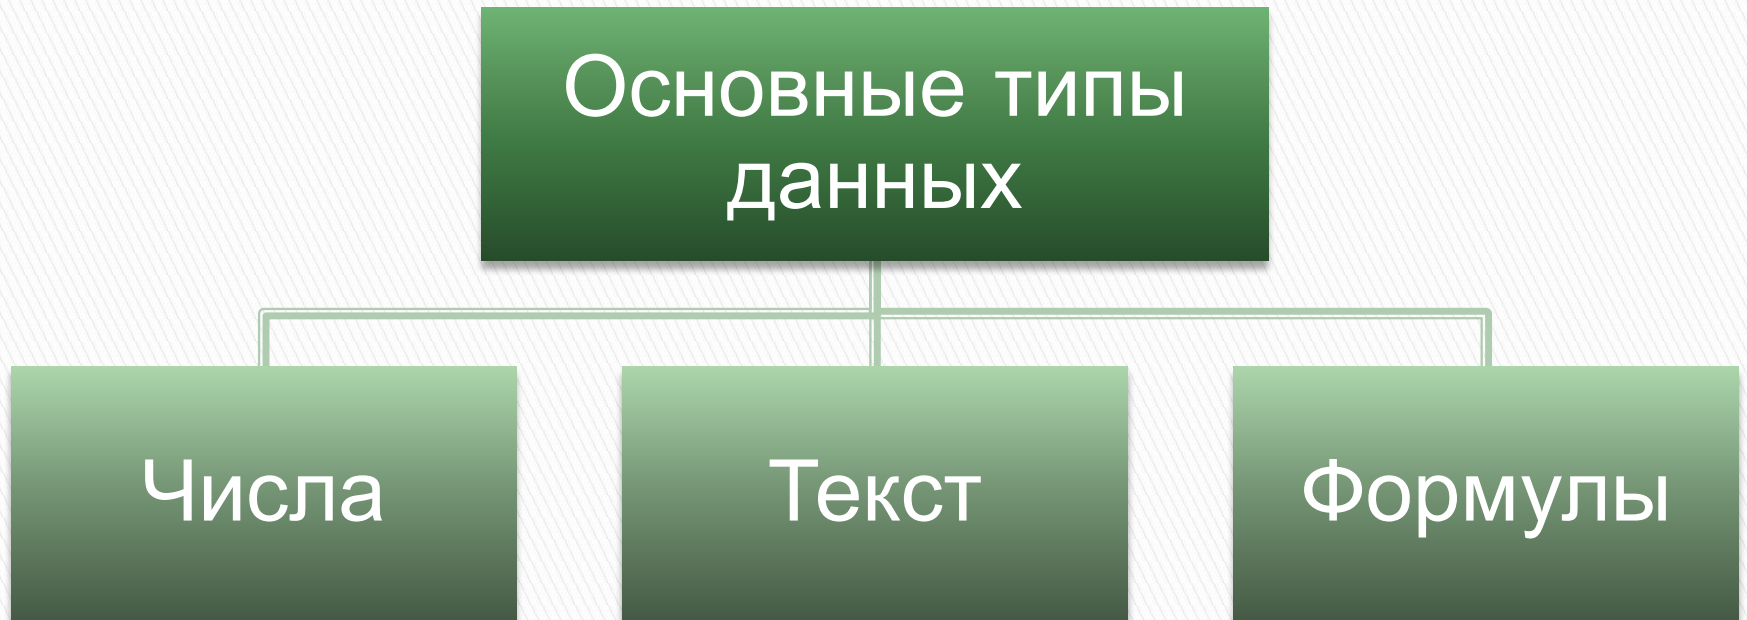 Основные типы
данных
Числа
Текст
Формулы